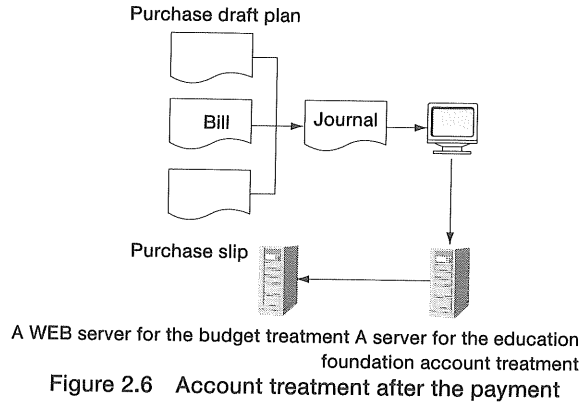 Purchase draft plan
Bill
Journal
Purchase slip
A WEB server for the budget treatment A server for the education
foundation account treatment
Figure 2.6 Account treatment after the payment